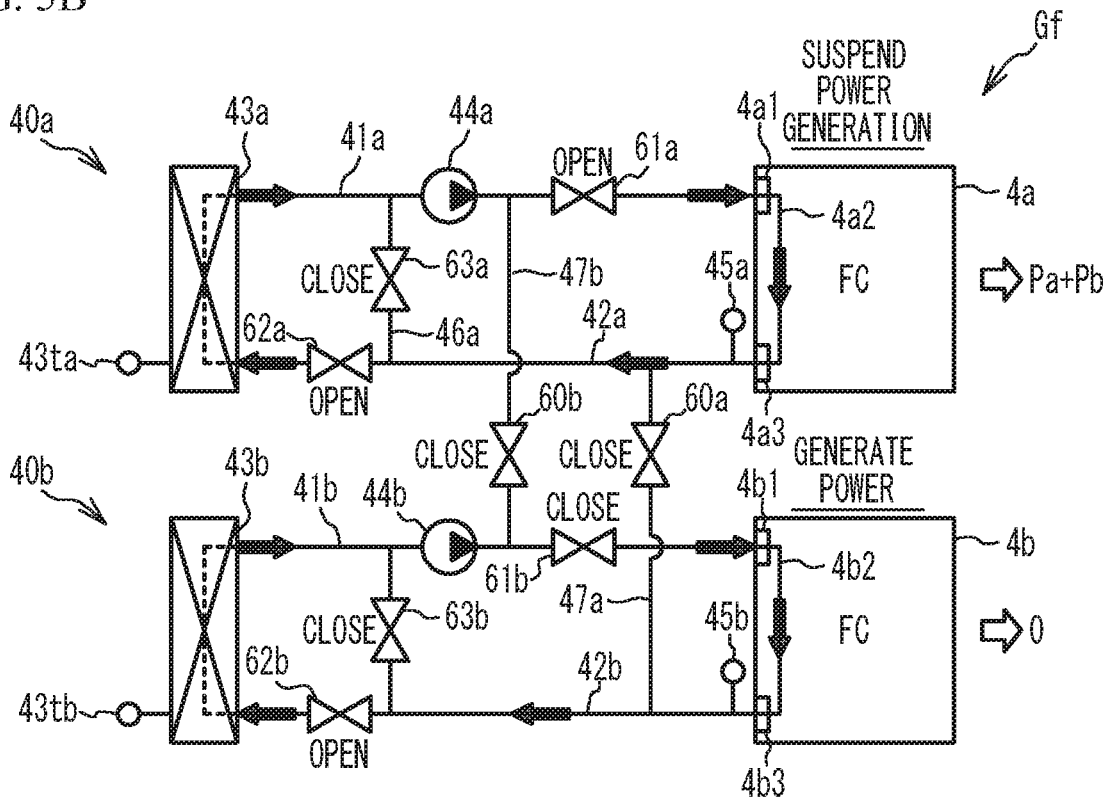 Gf
SUSPEND
POWER
GENERATION
40a
43a
41a
44a
OPEN
61a
4a1
4a
4a2
CLOSE
63a
47b
45a
FC
Pa+Pb
62a
46a
42a
43ta
OPEN
4a3
60b
60a
CLOSE
CLOSE
GENERATE
POWER
40b
43b
41b
44b
CLOSE
4b1
4b
61b
4b2
CLOSE
63b
47a
45b
FC
0
62b
42b
43tb
OPEN
4b3